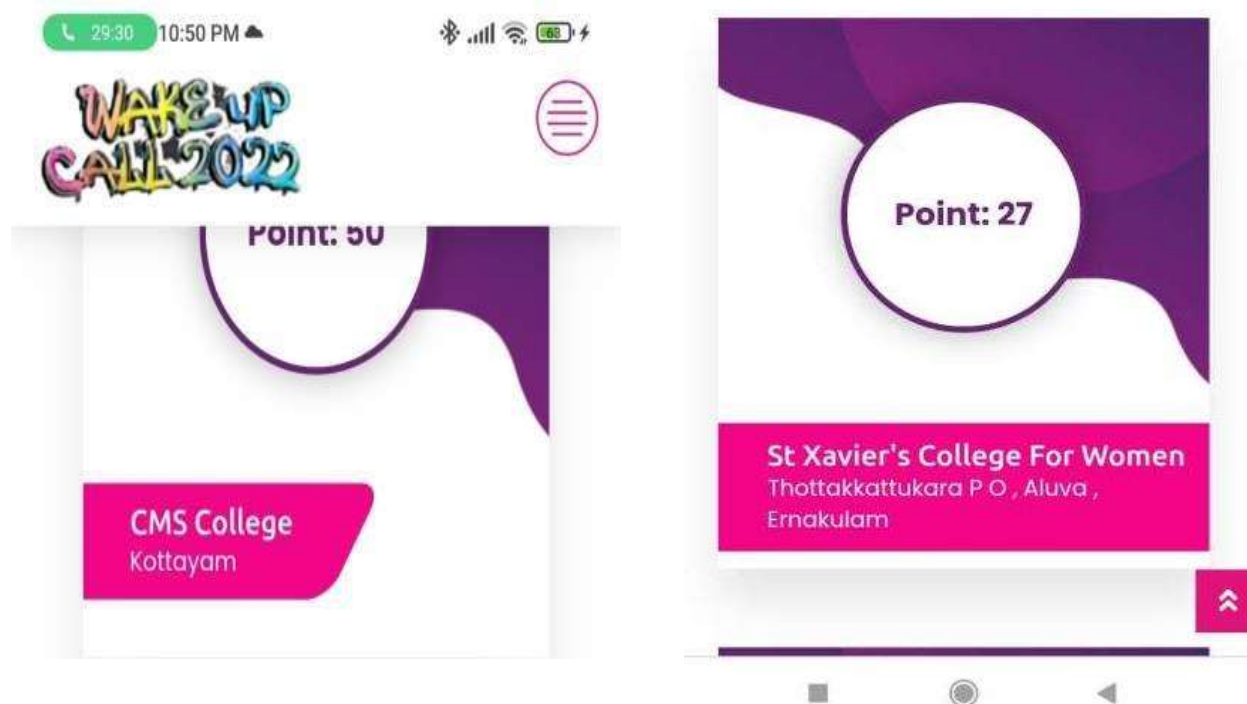 29:30 10:50 PM
68
WAKE UP
CALL 2022
Point: 50
CMS College
Kottayam
Point: 27
St Xavier's College For Women
Thottakkattukara P O , Aluva ,
Ernakulam